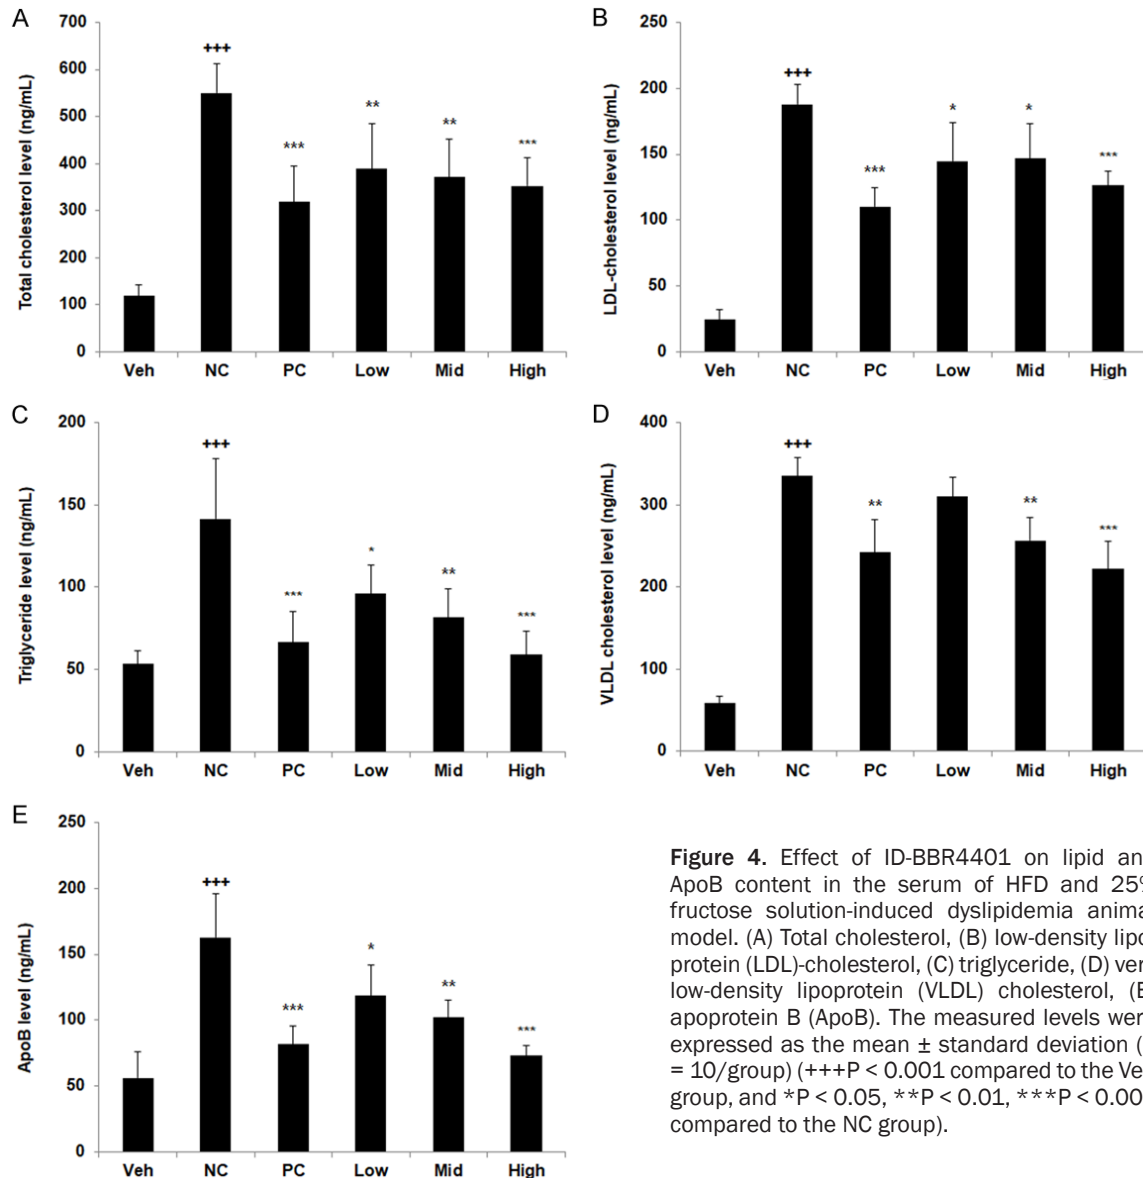 A
Total cholesterol level (ng/mL)
700
600
500
400
300
200
100
0
+++
***
**
**
***
Veh NC PC Low Mid High
B
LDL-cholesterol level (ng/mL)
250
200
150
100
50
0
+++
***
*
*
***
Veh NC PC Low Mid High
C
Triglyceride level (ng/mL)
200
150
100
50
0
+++
***
*
**
***
Veh NC PC Low Mid High
D
VLDL cholesterol level (ng/mL)
400
300
200
100
0
+++
**
**
***
Veh NC PC Low Mid High
E
ApoB level (ng/mL)
250
200
150
100
50
0
+++
***
*
**
***
Veh NC PC Low Mid High
Figure 4. Effect of ID-BBR4401 on lipid an
ApoB content in the serum of HFD and 25%
fructose solution-induced dyslipidemia anima
model. (A) Total cholesterol, (B) low-density lipo
protein (LDL)-cholesterol, (C) triglyceride, (D) ver
low-density lipoprotein (VLDL) cholesterol, (E
apoprotein B (ApoB). The measured levels wer
expressed as the mean ± standard deviation (
= 10/group) (+++P < 0.001 compared to the Ve
group, and *P < 0.05, **P < 0.01, ***P < 0.00
compared to the NC group).